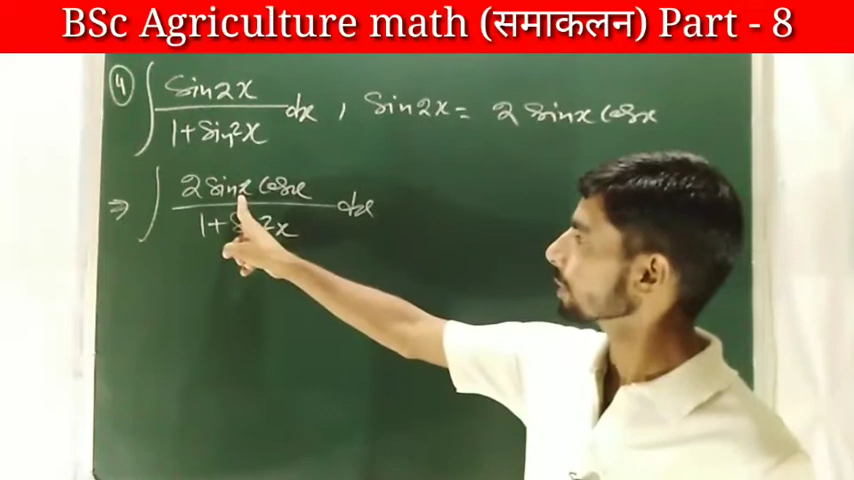 BSc Agriculture math (समाकलन) Part - 8
④ ∫ Sin2x / 1+Sin²x dx , Sin2x = 2 Sinx Cosx
⇒ ∫ 2 Sinx Cosx / 1+ 2x dx